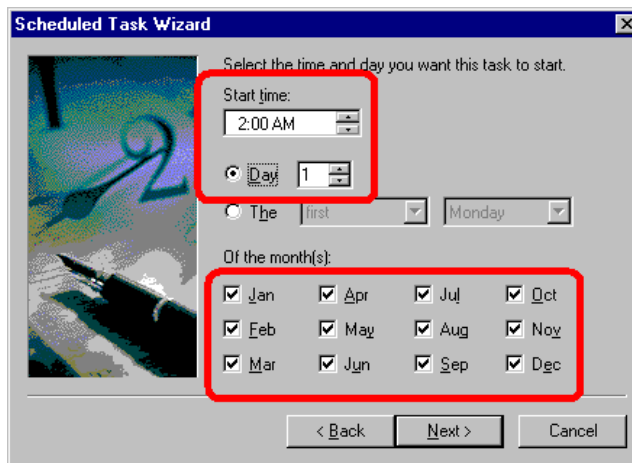 Scheduled Task Wizard
Select the time and day you want this task to start.
Start time:
2:00 AM
Day 1
The first Monday
Of the month(s):
Jan Apr Jul Oct
Feb May Aug Nov
Mar Jun Sep Dec
< Back Next > Cancel